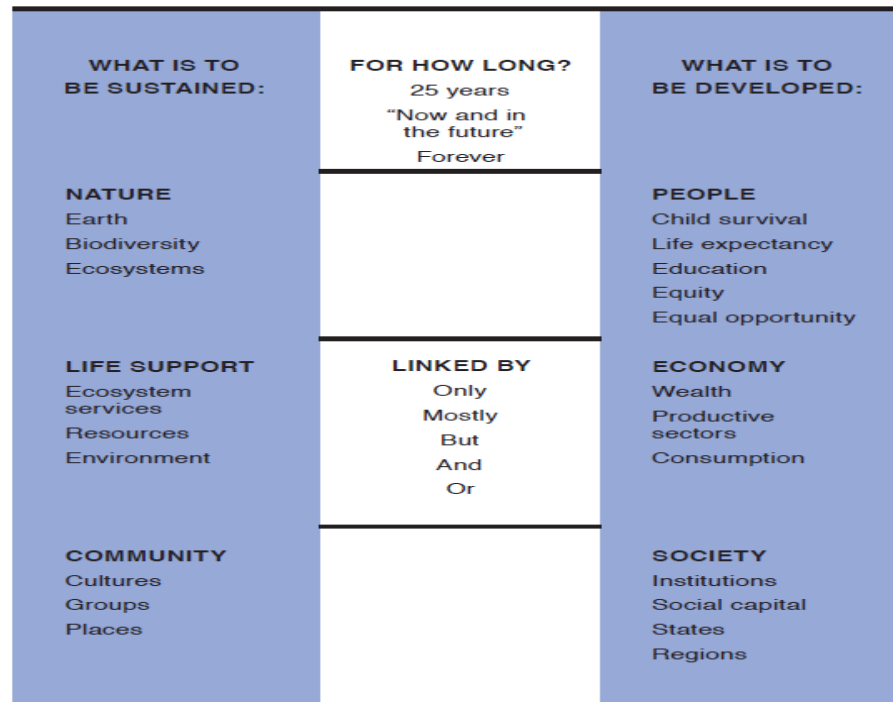 WHAT IS TO
BE SUSTAINED:
FOR HOW LONG?
25 years
“Now and in
the future”
Forever
WHAT IS TO
BE DEVELOPED:
NATURE
Earth
Biodiversity
Ecosystems
PEOPLE
Child survival
Life expectancy
Education
Equity
Equal opportunity
LIFE SUPPORT
Ecosystem
services
Resources
Environment
LINKED BY
Only
Mostly
But
And
Or
ECONOMY
Wealth
Productive
sectors
Consumption
COMMUNITY
Cultures
Groups
Places
SOCIETY
Institutions
Social capital
States
Regions